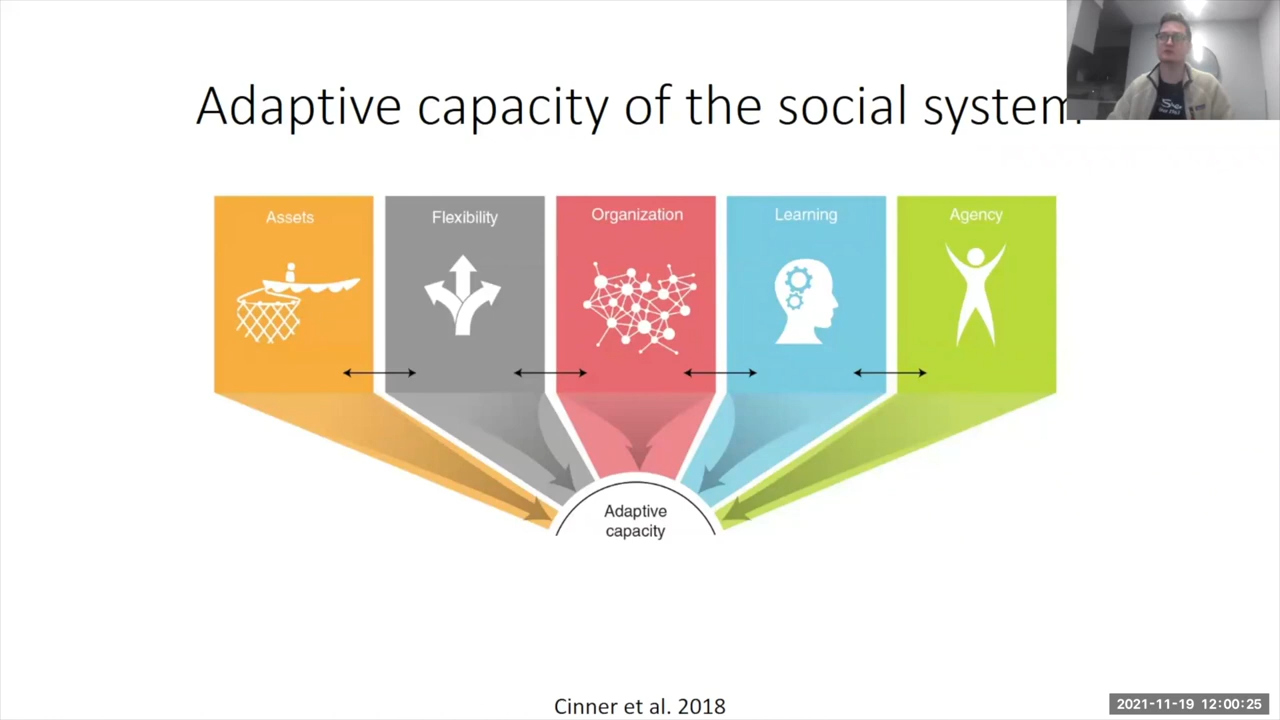 Adaptive capacity of the social system
Assets
Flexibility
Organization
Learning
Agency
Adaptive
capacity
Cinner et al. 2018
2021-11-19 12:00:25